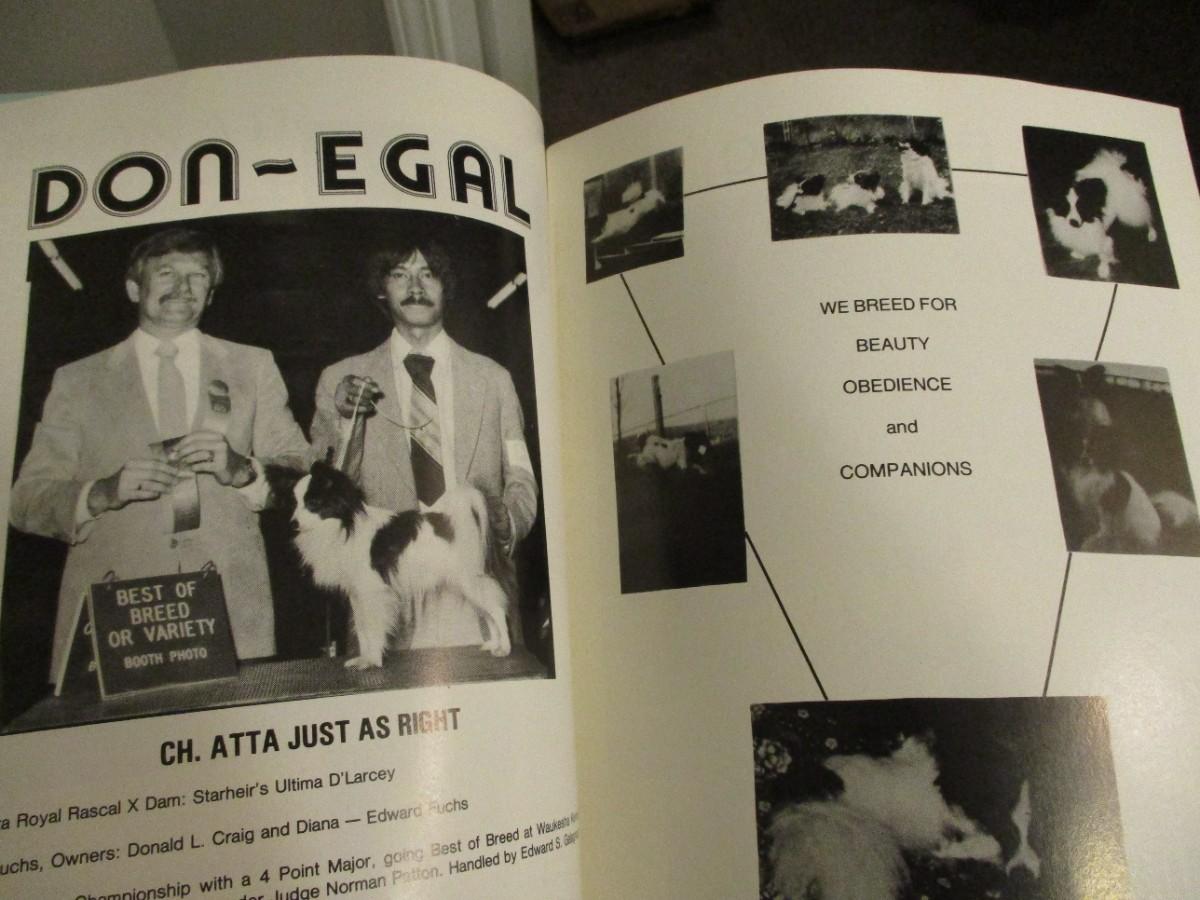 DON~EGAL
BEST OF
BREED
OR VARIETY
BOOTH PHOTO
CH. ATTA JUST AS RIGHT
Royal Rascal X Dam: Starheir's Ultima D'Larcey
Owners: Donald L. Craig and Diana — Edward Fuchs
Championship with a 4 Point Major, going Best of Breed at Waukesha
Judge Norman Patton. Handled by Edward S.
WE BREED FOR
BEAUTY
OBEDIENCE
and
COMPANIONS